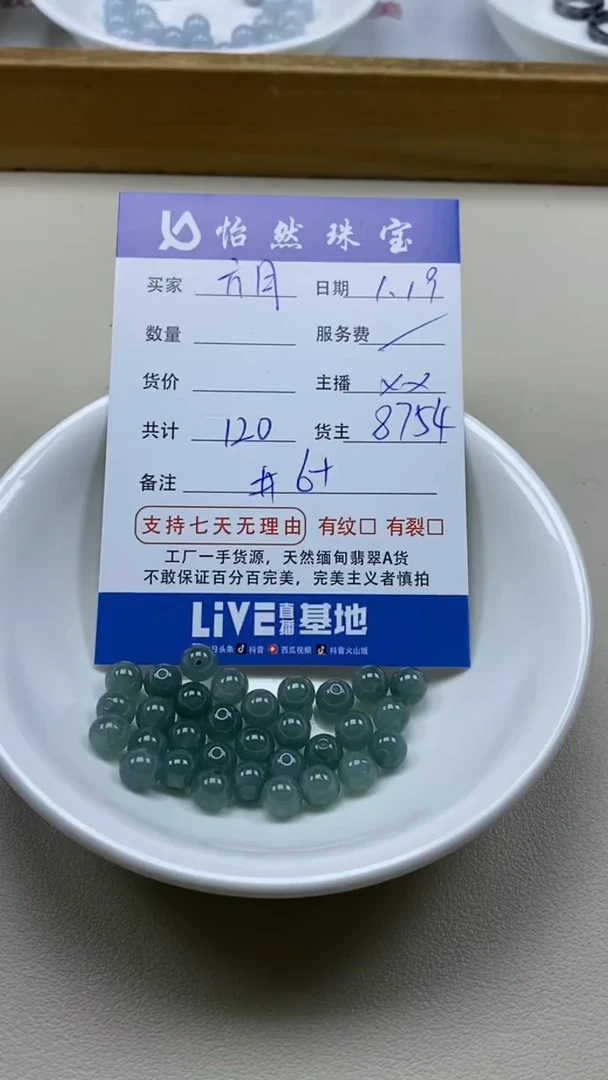 怡然珠宝
买家 六月 日期 1.19
数量 服务费 /
货价 主播 xx
共计 120 货主 8754
备注 # 6+
支持七天无理由 有纹□ 有裂□
工厂一手货源，天然缅甸翡翠A货
不敢保证百分百完美，完美主义者慎拍
LiVE直播基地
日头条 抖音 西瓜视频 抖音火山版